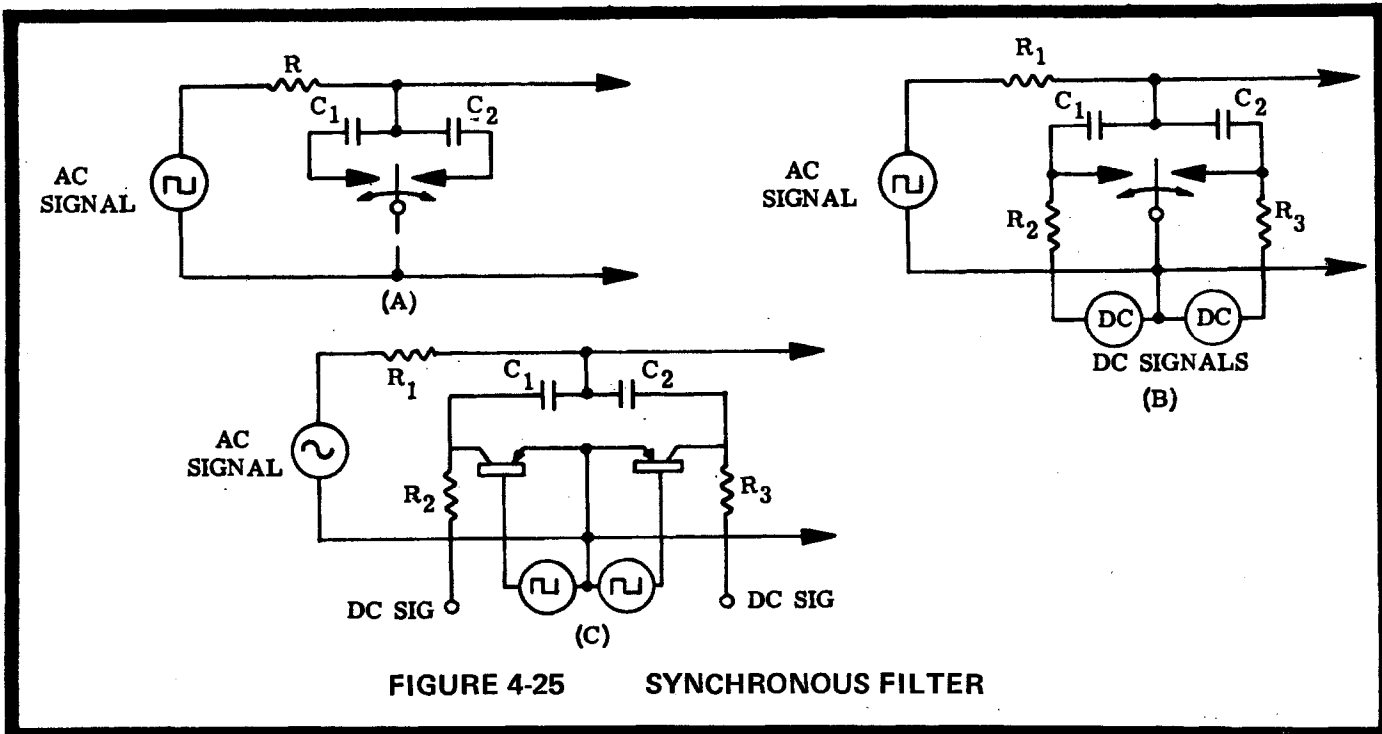 R
C1
C2
AC
SIGNAL
(A)
R1
C1
C2
AC
SIGNAL
R2
R3
DC
DC
DC SIGNALS
(B)
R1
C1
C2
AC
SIGNAL
R2
R3
DC SIG
DC SIG
(C)
FIGURE 4-25 SYNCHRONOUS FILTER